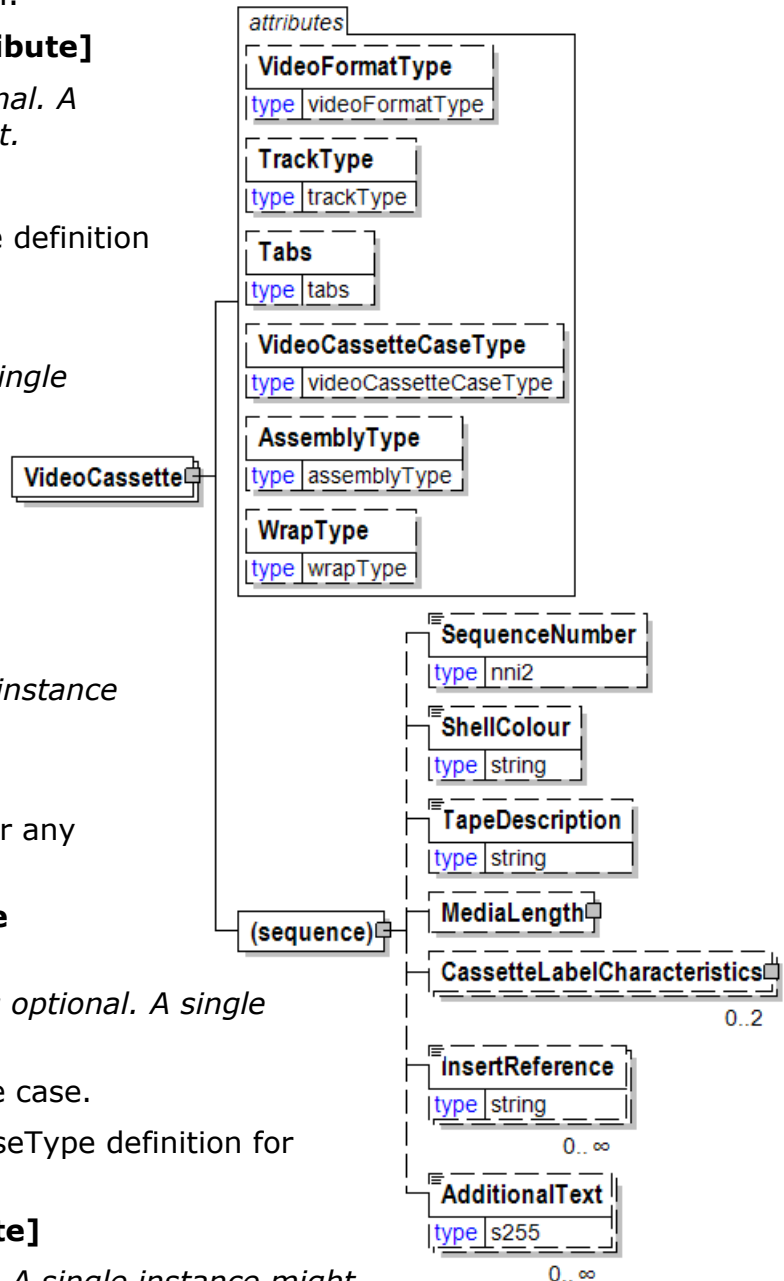 ibute]
nal. A
t.
e definition
ingle
instance
r any
e
optional. A single
e case.
seType definition for
te]
A single instance might
attributes
VideoFormatType
type videoFormatType
TrackType
type trackType
Tabs
type tabs
VideoCassetteCaseType
type videoCassetteCaseType
AssemblyType
type assemblyType
WrapType
type wrapType
VideoCassette
(sequence)
SequenceNumber
type nni2
ShellColour
type string
TapeDescription
type string
MediaLength
CassetteLabelCharacteristics
0..2
InsertReference
type string
0..∞
AdditionalText
type s255
0..∞